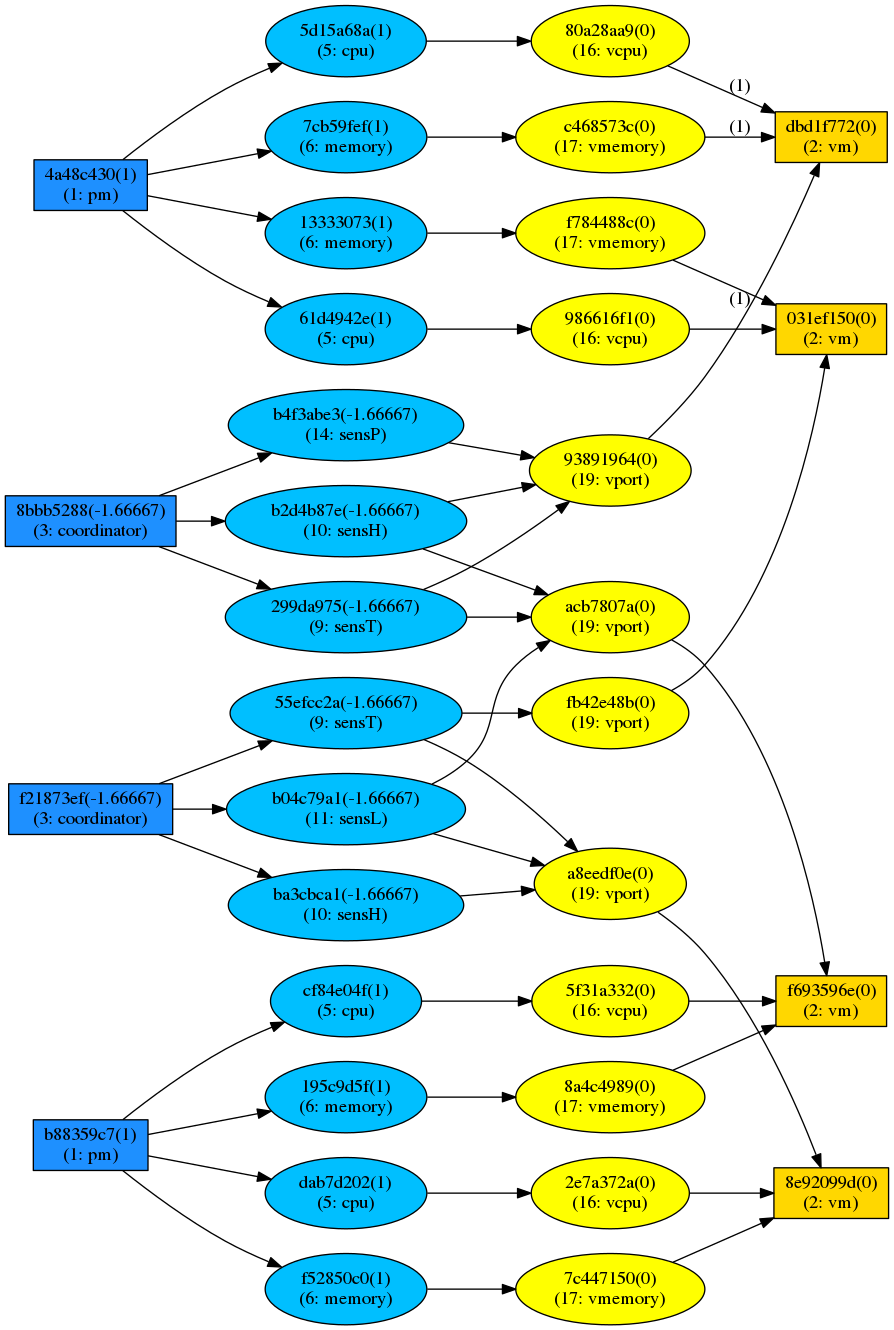 5d15a68a(1)
(5: cpu)
80a28aa9(0)
(16: vcpu)
(1)
7cb59fef(1)
(6: memory)
c468573c(0)
(17: vmemory)
(1)
dbd1f772(0)
(2: vm)
4a48c430(1)
(1: pm)
13333073(1)
(6: memory)
f784488c(0)
(17: vmemory)
(1)
61d4942e(1)
(5: cpu)
986616f1(0)
(16: vcpu)
031ef150(0)
(2: vm)
b4f3abe3(-1.66667)
(14: sensP)
93891964(0)
(19: vport)
8bbb5288(-1.66667)
(3: coordinator)
b2d4b87e(-1.66667)
(10: sensH)
299da975(-1.66667)
(9: sensT)
acb7807a(0)
(19: vport)
55efcc2a(-1.66667)
(9: sensT)
fb42e48b(0)
(19: vport)
f21873ef(-1.66667)
(3: coordinator)
b04c79a1(-1.66667)
(11: sensL)
ba3cbca1(-1.66667)
(10: sensH)
a8eedf0e(0)
(19: vport)
cf84e04f(1)
(5: cpu)
5f31a332(0)
(16: vcpu)
f693596e(0)
(2: vm)
195c9d5f(1)
(6: memory)
8a4c4989(0)
(17: vmemory)
b88359c7(1)
(1: pm)
dab7d202(1)
(5: cpu)
2e7a372a(0)
(16: vcpu)
8e92099d(0)
(2: vm)
f52850c0(1)
(6: memory)
7c447150(0)
(17: vmemory)